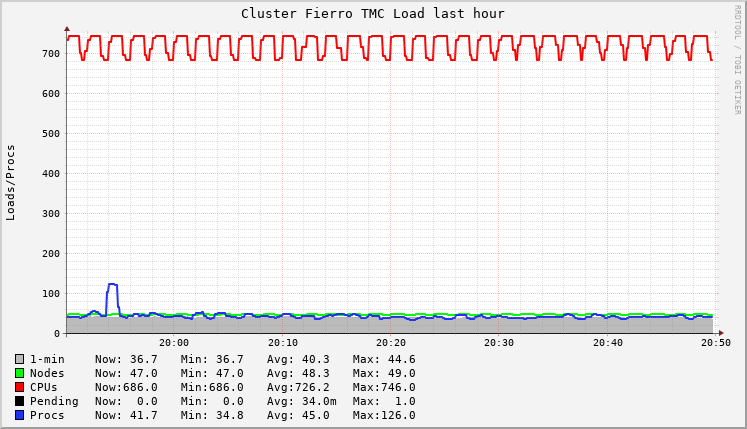 Cluster Fierro TMC Load last hour
RRDTOOL / TOBI OETIKER
Loads/Procs
700
600
500
400
300
200
100
0
20:00 20:10 20:20 20:30 20:40 20:50
1-min Now: 36.7 Min: 36.7 Avg: 40.3 Max: 44.6
Nodes Now: 47.0 Min: 47.0 Avg: 48.3 Max: 49.0
CPUs Now:686.0 Min:686.0 Avg:726.2 Max:746.0
Pending Now: 0.0 Min: 0.0 Avg: 34.0m Max: 1.0
Procs Now: 41.7 Min: 34.8 Avg: 45.0 Max:126.0